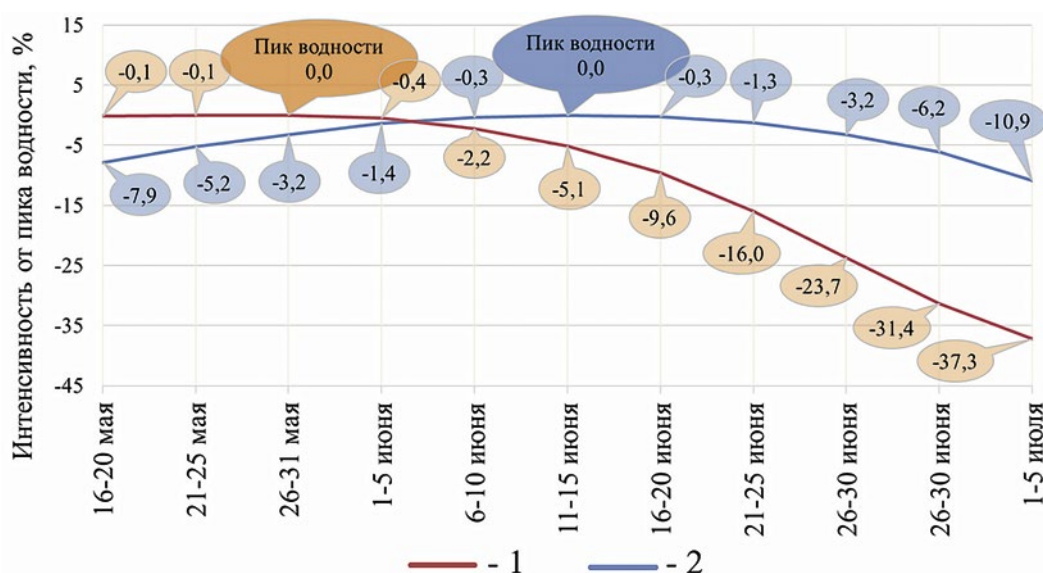 Интенсивность от пика водности, %
15
5
-5
-15
-25
-35
-45
-0,1
-0,1
Пик водности
0,0
-0,4
-0,3
Пик водности
0,0
-0,3
-1,3
-3,2
-6,2
-10,9
-7,9
-5,2
-3,2
-1,4
-2,2
-5,1
-9,6
-16,0
-23,7
-31,4
-37,3
16-20 мая
21-25 мая
26-31 мая
1-5 июня
6-10 июня
11-15 июня
16-20 июня
21-25 июня
26-30 июня
26-30 июня
1-5 июля
- 1
- 2